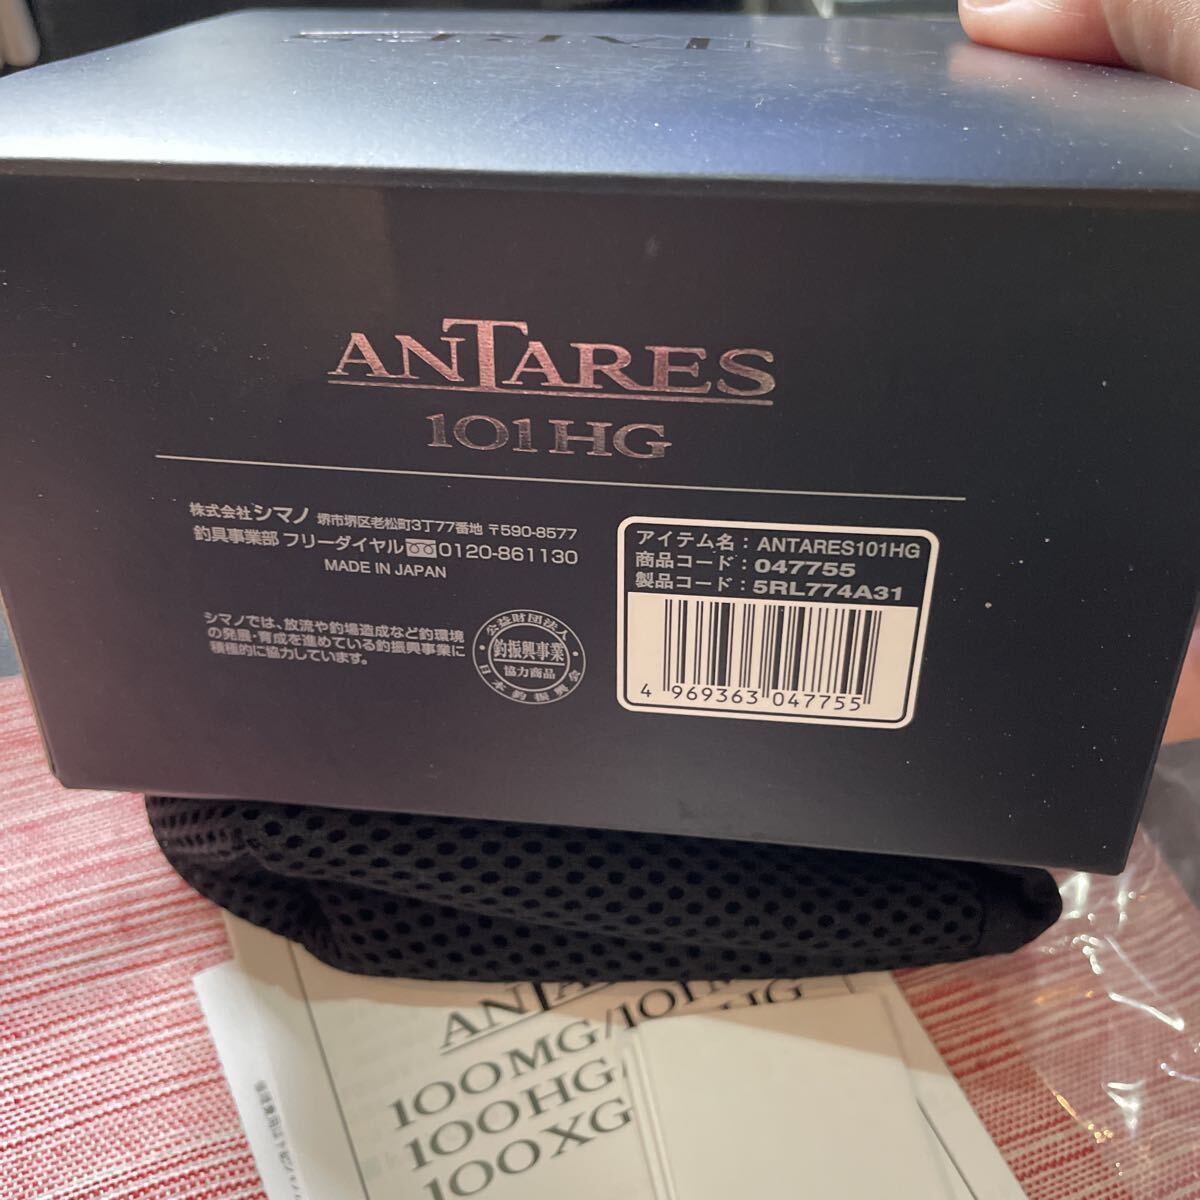 ANTARES
101HG
株式会社シマノ 堺市堺区老松町3丁77番地 〒590-8577
釣具事業部 フリーダイヤル 0120-861130
MADE IN JAPAN
シマノでは、放流や釣場造成など釣環境
の発展・育成を進めている釣振興事業に
積極的に協力しています。
公益財団法人
釣振興事業
協力商品
日本釣振興会
アイテム名：ANTARES101HG
商品コード：047755
製品コード：5RL774A31
4 969363 047755
ANTARES
100MG/101
HG
100HG
100XG